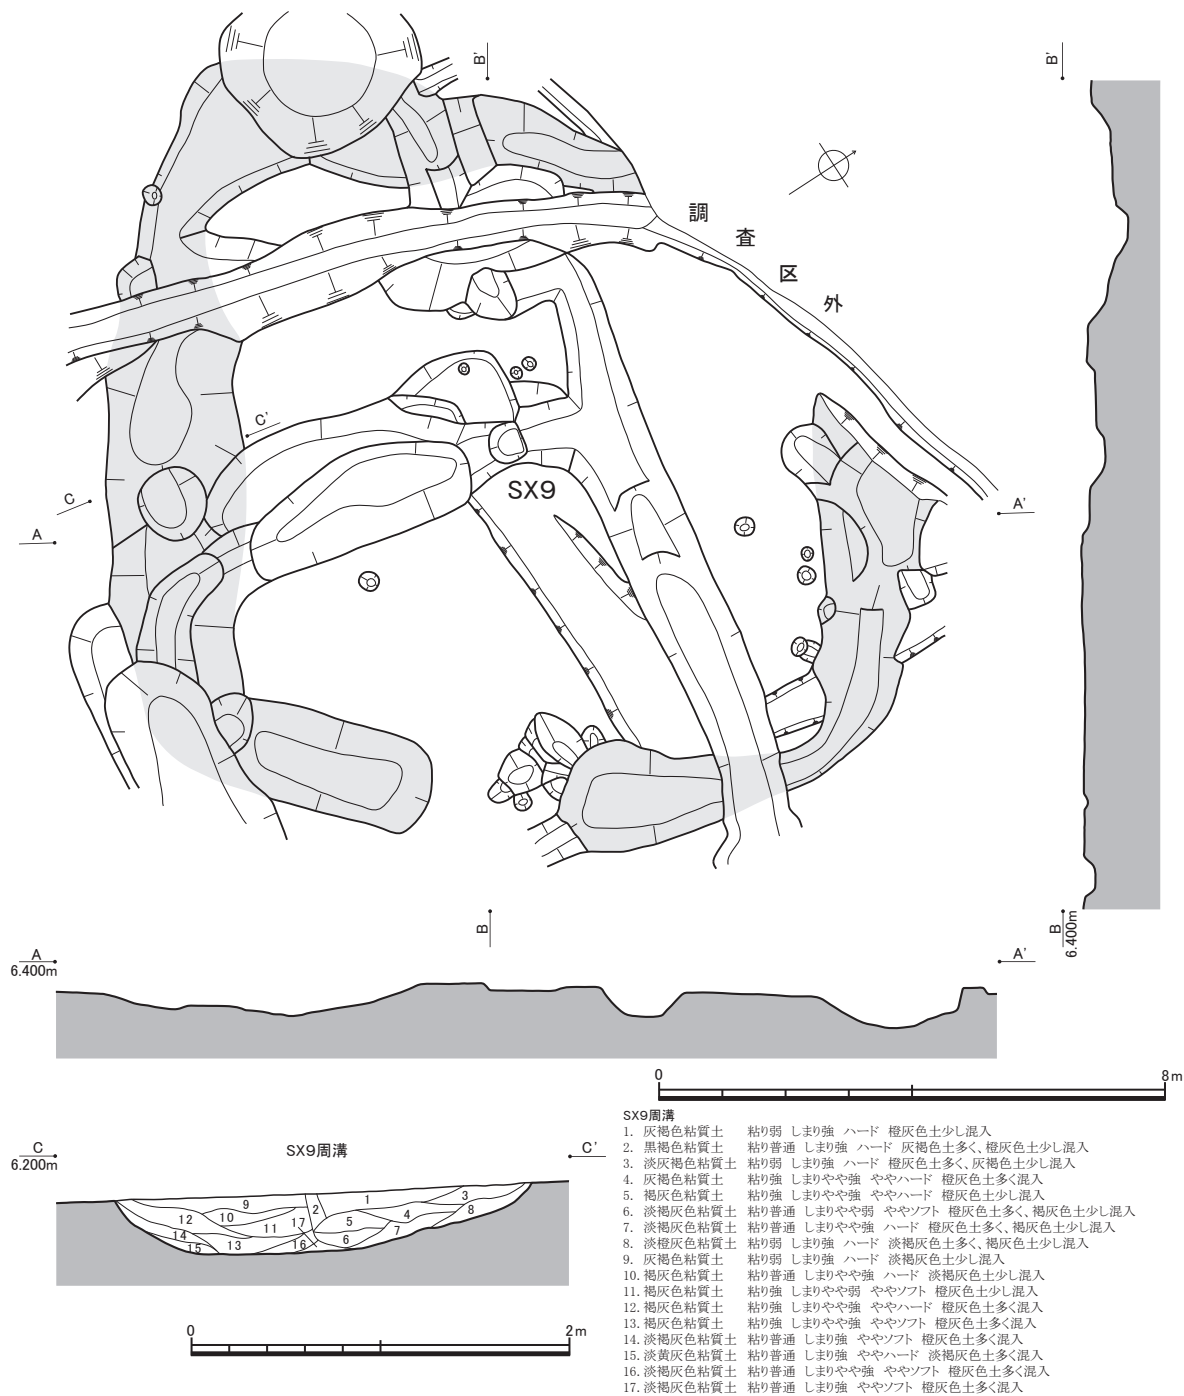 B'
B'
調査区外
C'
C
SX9
A'
A
B
B
6.400m
A
6.400m
A'
0 8m
C
6.200m
SX9周溝
C'
9
1
3
12
10
2
8
11
17
5
4
14
7
15
13
16
6
0 2m
SX9周溝
1. 灰褐色粘質土 粘り弱 しまり強 ハード 橙灰色土少し混入
2. 黒褐色粘質土 粘り普通 しまり強 ハード 灰褐色土多く、橙灰色土少し混入
3. 淡灰褐色粘質土 粘り弱 しまり強 ハード 橙灰色土多く、灰褐色土少し混入
4. 灰褐色粘質土 粘り強 しまりやや強 ややハード 橙灰色土多く混入
5. 褐灰色粘質土 粘り強 しまりやや強 ややハード 橙灰色土少し混入
6. 淡褐灰色粘質土 粘り普通 しまりやや弱 ややソフト 橙灰色土多く、褐灰色土少し混入
7. 淡褐灰色粘質土 粘り普通 しまりやや強 ハード 橙灰色土多く、褐灰色土少し混入
8. 淡橙灰色粘質土 粘り弱 しまり強 ハード 淡褐灰色土多く、褐灰色土少し混入
9. 灰褐色粘質土 粘り弱 しまり強 ハード 淡褐灰色土少し混入
10. 褐灰色粘質土 粘り普通 しまりやや強 ハード 淡褐灰色土少し混入
11. 褐灰色粘質土 粘り強 しまりやや弱 ややソフト 橙灰色土少し混入
12. 褐灰色粘質土 粘り強 しまりやや強 ややハード 橙灰色土多く混入
13. 褐灰色粘質土 粘り強 しまりやや強 ややソフト 橙灰色土多く混入
14. 淡褐灰色粘質土 粘り普通 しまり強 ややソフト 橙灰色土多く混入
15. 淡黄灰色粘質土 粘り普通 しまり強 ややハード 淡褐灰色土多く混入
16. 淡褐灰色粘質土 粘り普通 しまりやや強 ややソフト 橙灰色土多く混入
17. 淡褐灰色粘質土 粘り普通 しまり強 ややソフト 橙灰色土多く混入